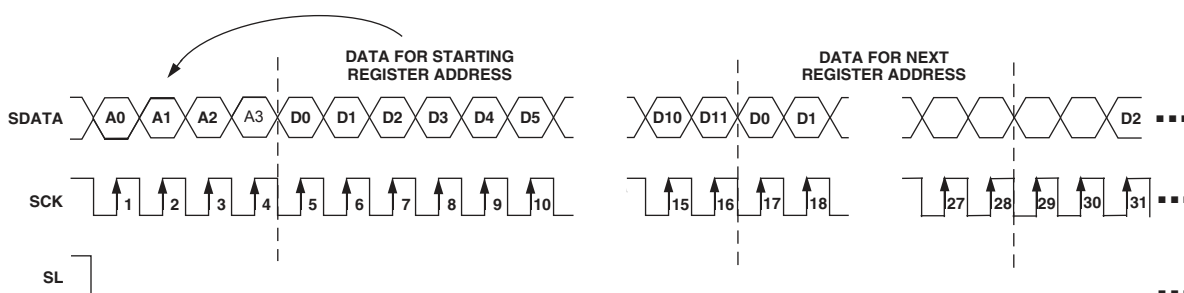 DATA FOR STARTING
REGISTER ADDRESS
DATA FOR NEXT
REGISTER ADDRESS
SDATA A0 A1 A2 A3 D0 D1 D2 D3 D4 D5 D10 D11 D0 D1 D2
SCK 1 2 3 4 5 6 7 8 9 10 15 16 17 18 27 28 29 30 31
SL